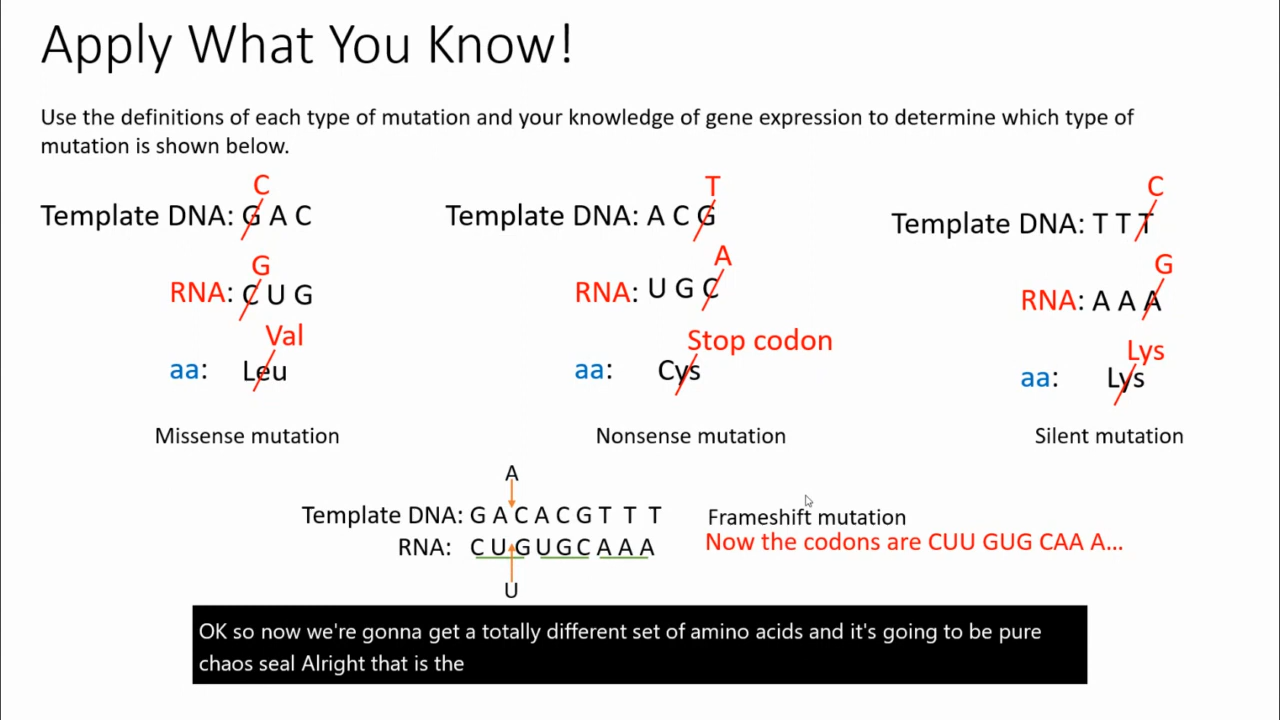 Apply What You Know!
Use the definitions of each type of mutation and your knowledge of gene expression to determine which type of
mutation is shown below.
C
Template DNA: G A C
G
RNA: C U G
Val
aa: Leu
Missense mutation
T
Template DNA: A C G
A
RNA: U G C
Stop codon
aa: Cys
Nonsense mutation
C
Template DNA: T T T
G
RNA: A A A
Lys
aa: Lys
Silent mutation
A
Template DNA: G A C A C G T T T
RNA: C U G U G C A A A
U
Frameshift mutation
Now the codons are CUU GUG CAA A...
OK so now we're gonna get a totally different set of amino acids and it's going to be pure
chaos seal Alright that is the